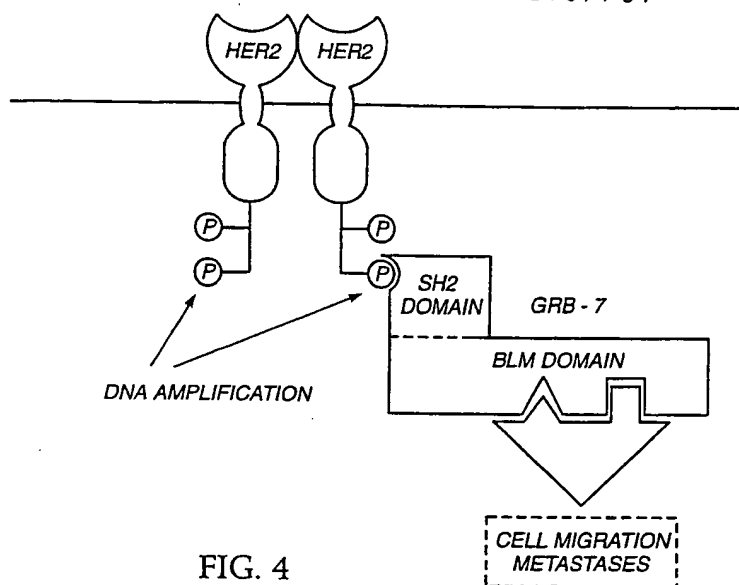 HER2 HER2
P P
P P
SH2
DOMAIN
GRB - 7
BLM DOMAIN
DNA AMPLIFICATION
CELL MIGRATION
METASTASES
FIG. 4